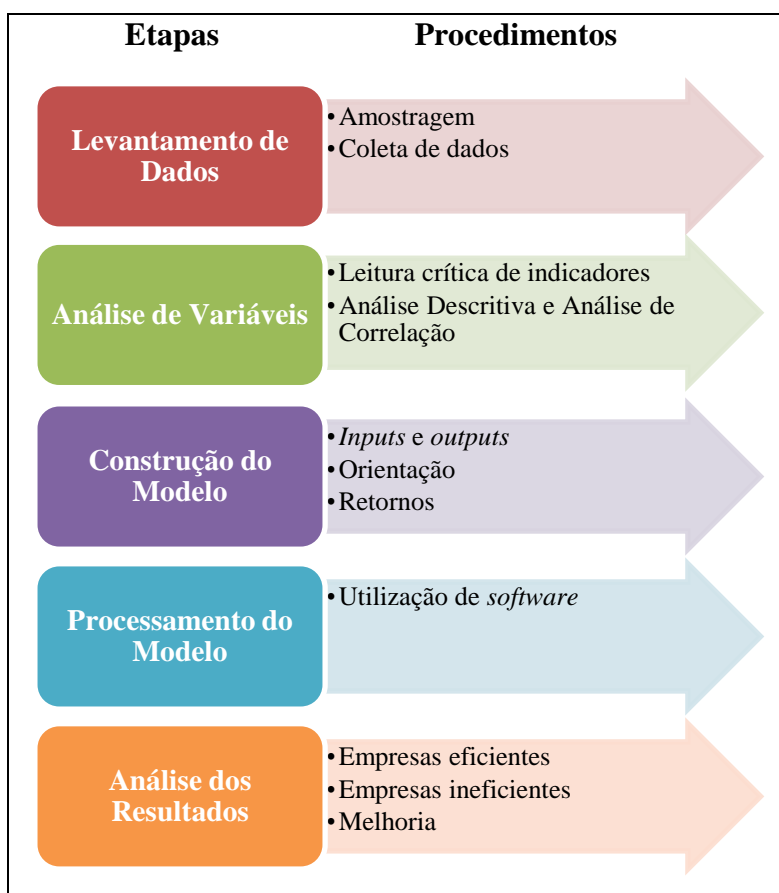 Etapas Procedimentos
Levantamento de
Dados
•Amostragem
•Coleta de dados
Análise de Variáveis
•Leitura crítica de indicadores
•Análise Descritiva e Análise de
Correlação
Construção do
Modelo
•Inputs e outputs
•Orientação
•Retornos
Processamento do
Modelo
•Utilização de software
Análise dos
Resultados
•Empresas eficientes
•Empresas ineficientes
•Melhoria